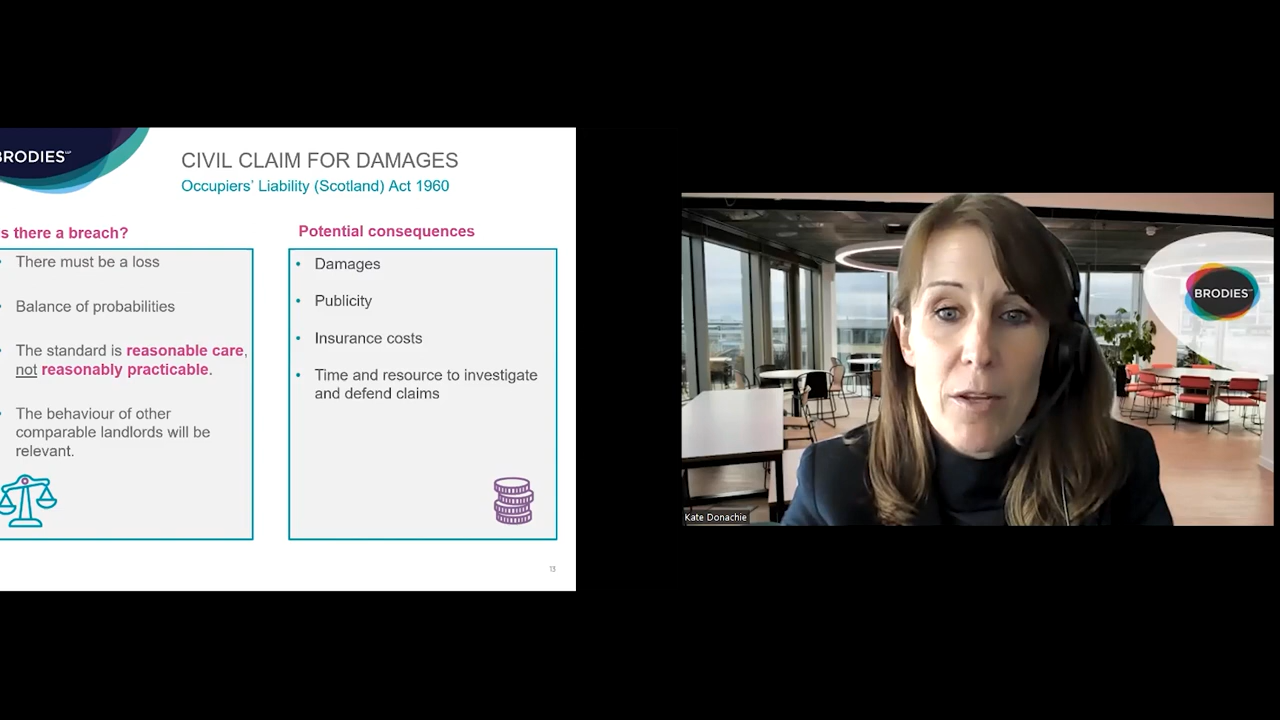 BRODIES LLP
CIVIL CLAIM FOR DAMAGES
Occupiers' Liability (Scotland) Act 1960
s there a breach?
• There must be a loss
• Balance of probabilities
• The standard is reasonable care,
not reasonably practicable.
• The behaviour of other
comparable landlords will be
relevant.
Potential consequences
• Damages
• Publicity
• Insurance costs
• Time and resource to investigate
and defend claims
13
BRODIES LLP
Kate Donachie